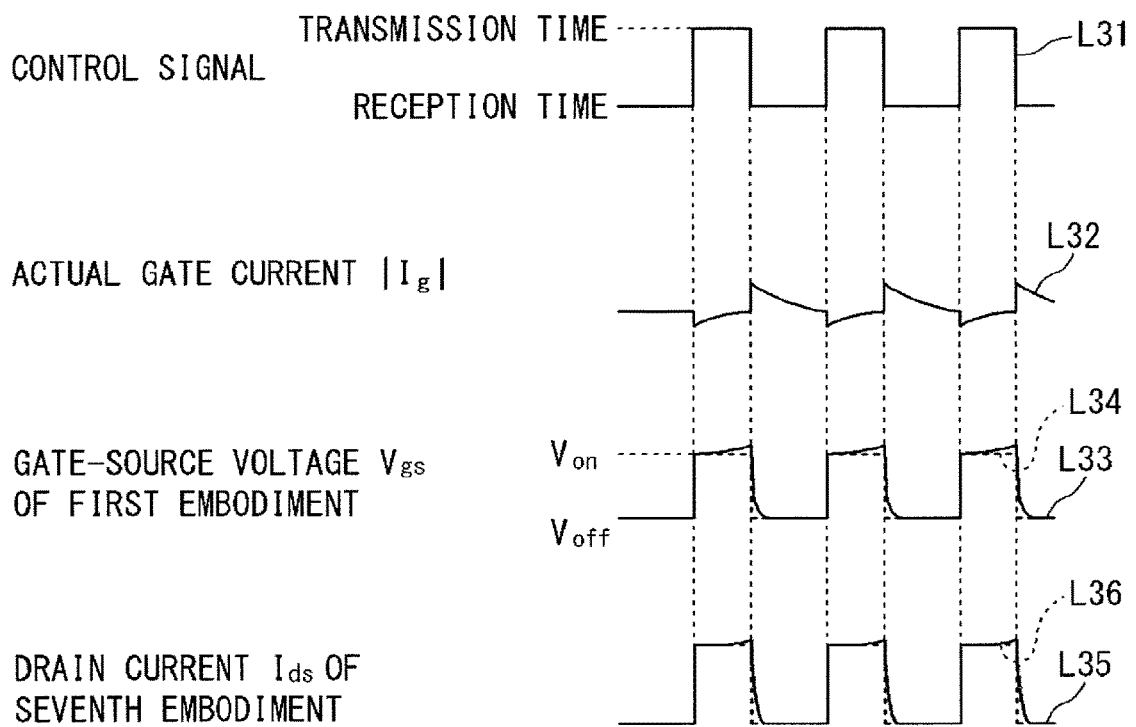 TRANSMISSION TIME
L31
CONTROL SIGNAL
RECEPTION TIME
L32
ACTUAL GATE CURRENT |Ig|
L34
GATE-SOURCE VOLTAGE Vgs
OF FIRST EMBODIMENT
Von
L33
Voff
L36
DRAIN CURRENT Ids OF
SEVENTH EMBODIMENT
L35